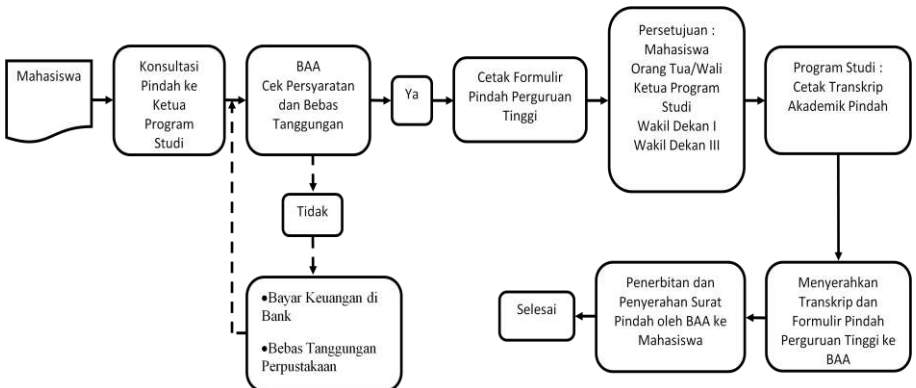 Mahasiswa
Konsultasi
Pindah ke
Ketua
Program
Studi
BAA
Cek Persyaratan
dan Bebas
Tanggungan
Ya
Cetak Formulir
Pindah Perguruan
Tinggi
Persetujuan :
Mahasiswa
Orang Tua/Wali
Ketua Program
Studi
Wakil Dekan I
Wakil Dekan III
Program Studi :
Cetak Transkrip
Akademik Pindah
Tidak
•Bayar Keuangan di
Bank
•Bebas Tanggungan
Perpustakaan
Menyerahkan
Transkrip dan
Formulir Pindah
Perguruan Tinggi ke
BAA
Penerbitan dan
Penyerahan Surat
Pindah oleh BAA ke
Mahasiswa
Selesai